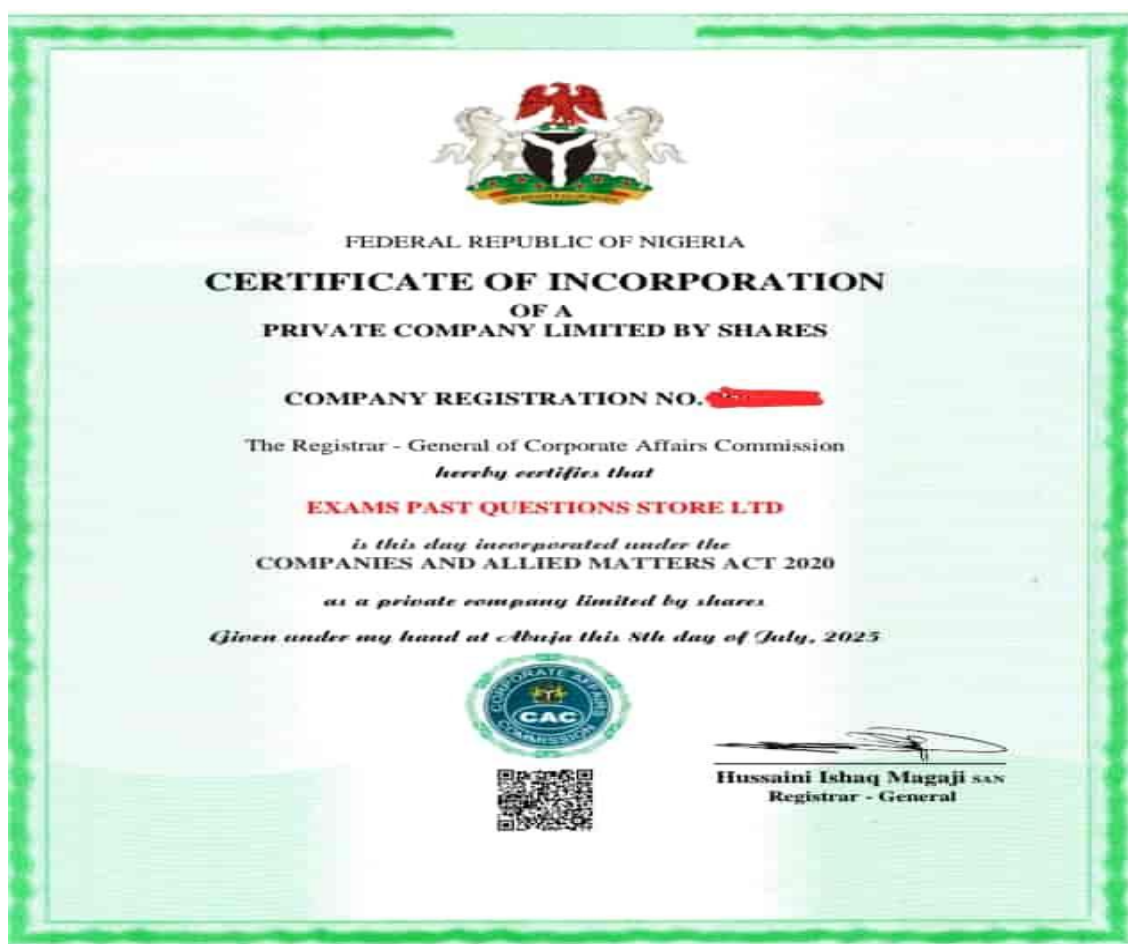 FEDERAL REPUBLIC OF NIGERIA
CERTIFICATE OF INCORPORATION
OF A
PRIVATE COMPANY LIMITED BY SHARES
COMPANY REGISTRATION NO.
The Registrar - General of Corporate Affairs Commission
hereby certifies that
EXAMS PAST QUESTIONS STORE LTD
is this day incorporated under the
COMPANIES AND ALLIED MATTERS ACT 2020
as a private company limited by shares
Given under my hand at Abuja this 8th day of July, 2025
CORPORATE AFFAIRS
CAC
COMMISSION
Hussaini Ishaq Magaji SAN
Registrar - General